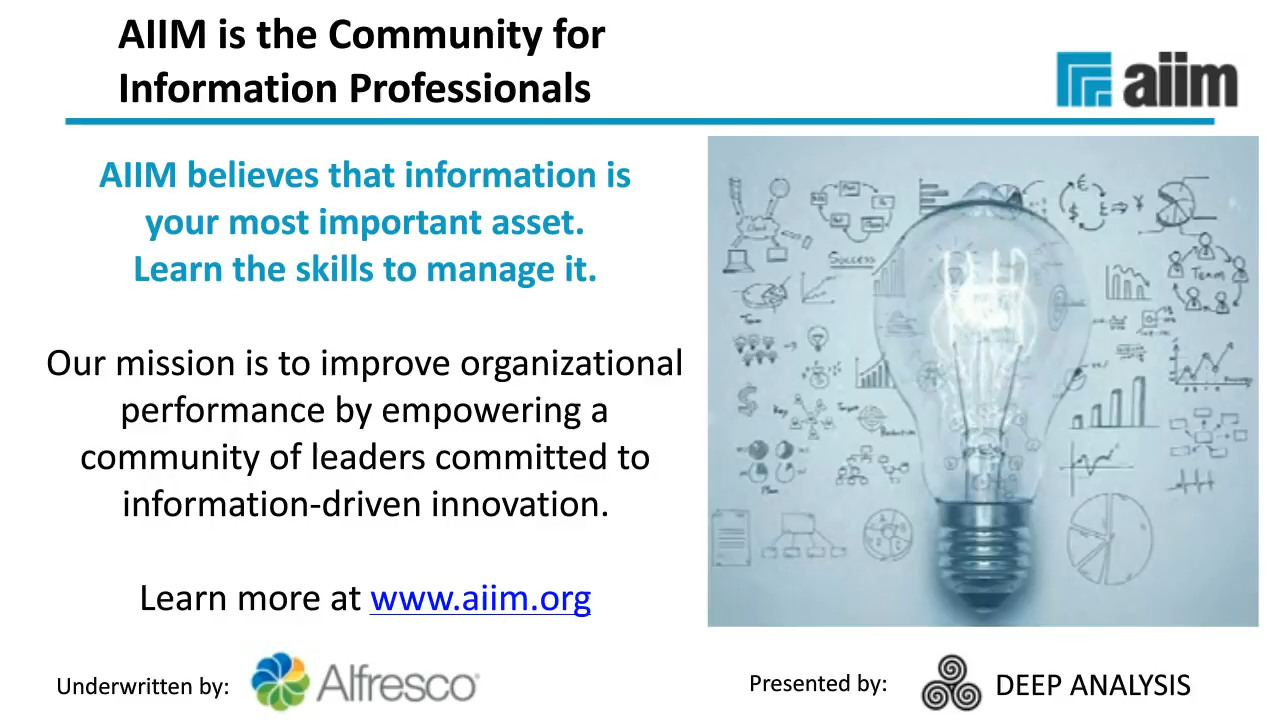 AIIM is the Community for
Information Professionals
aiim
AIIM believes that information is
your most important asset.
Learn the skills to manage it.
Our mission is to improve organizational
performance by empowering a
community of leaders committed to
information-driven innovation.
Learn more at www.aiim.org
Success
Team
Underwritten by:
Alfresco
Presented by:
DEEP ANALYSIS